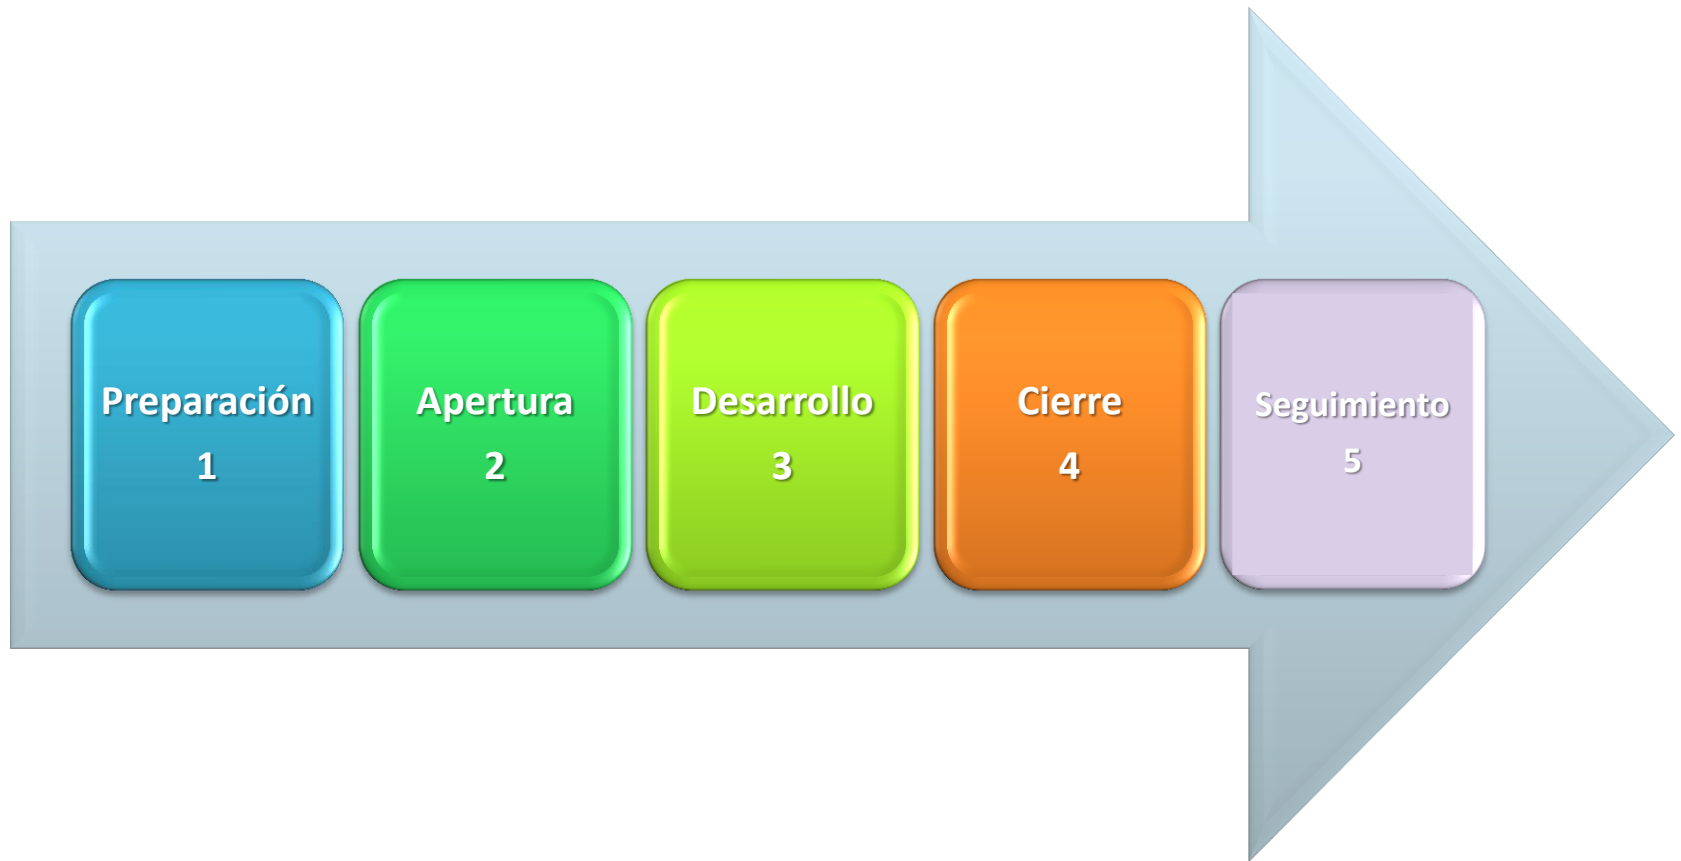 Preparación
1
Apertura
2
Desarrollo
3
Cierre
4
Seguimiento
5